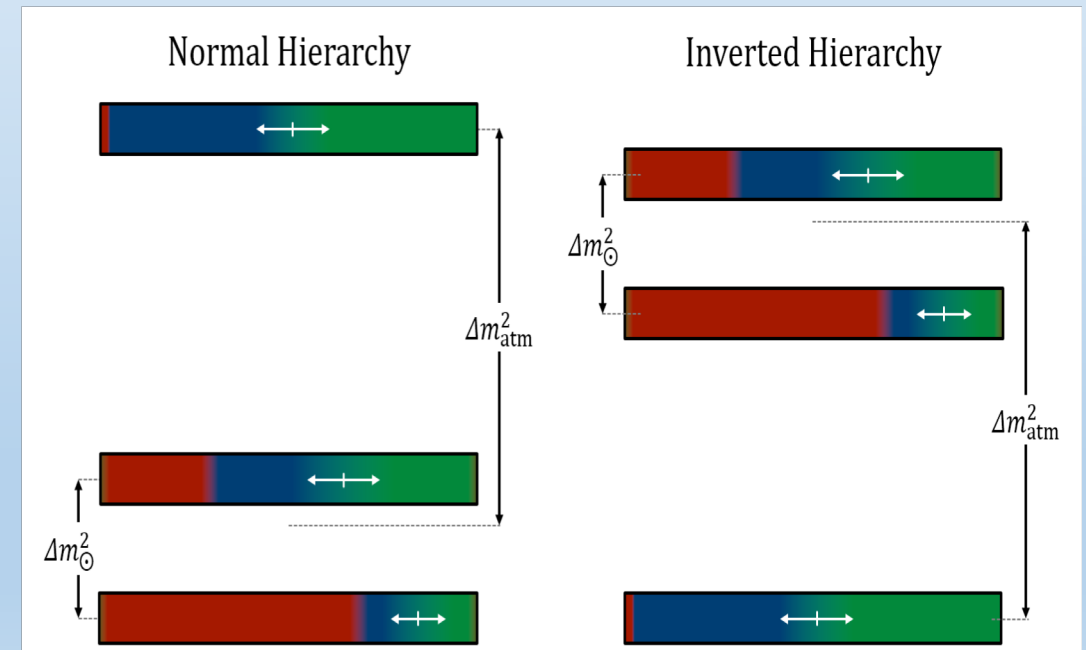 Normal Hierarchy
Inverted Hierarchy
Δm²☉
Δm²atm
Δm²atm
Δm²☉